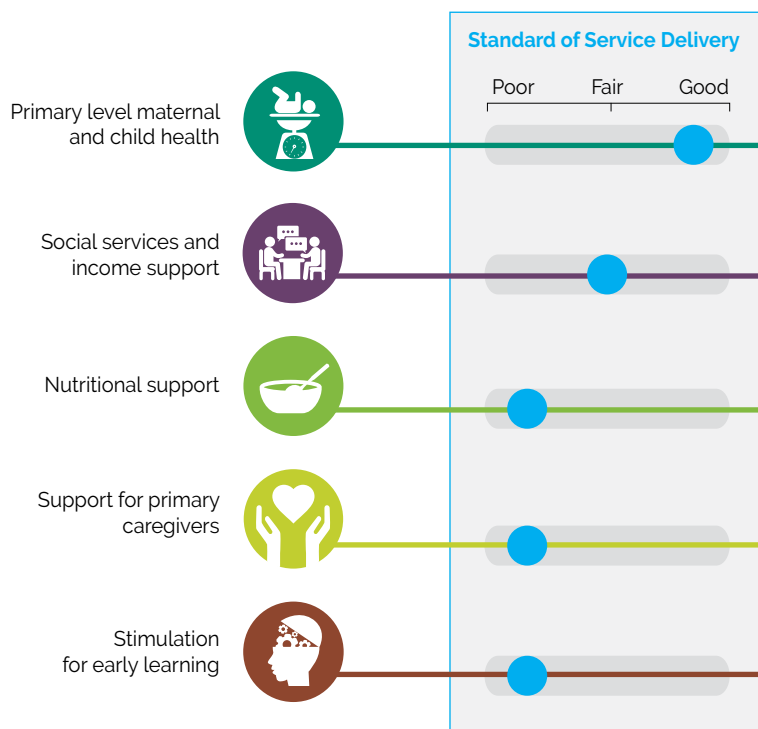 Standard of Service Delivery
Poor Fair Good
Primary level maternal
and child health
Social services and
income support
Nutritional support
Support for primary
caregivers
Stimulation
for early learning